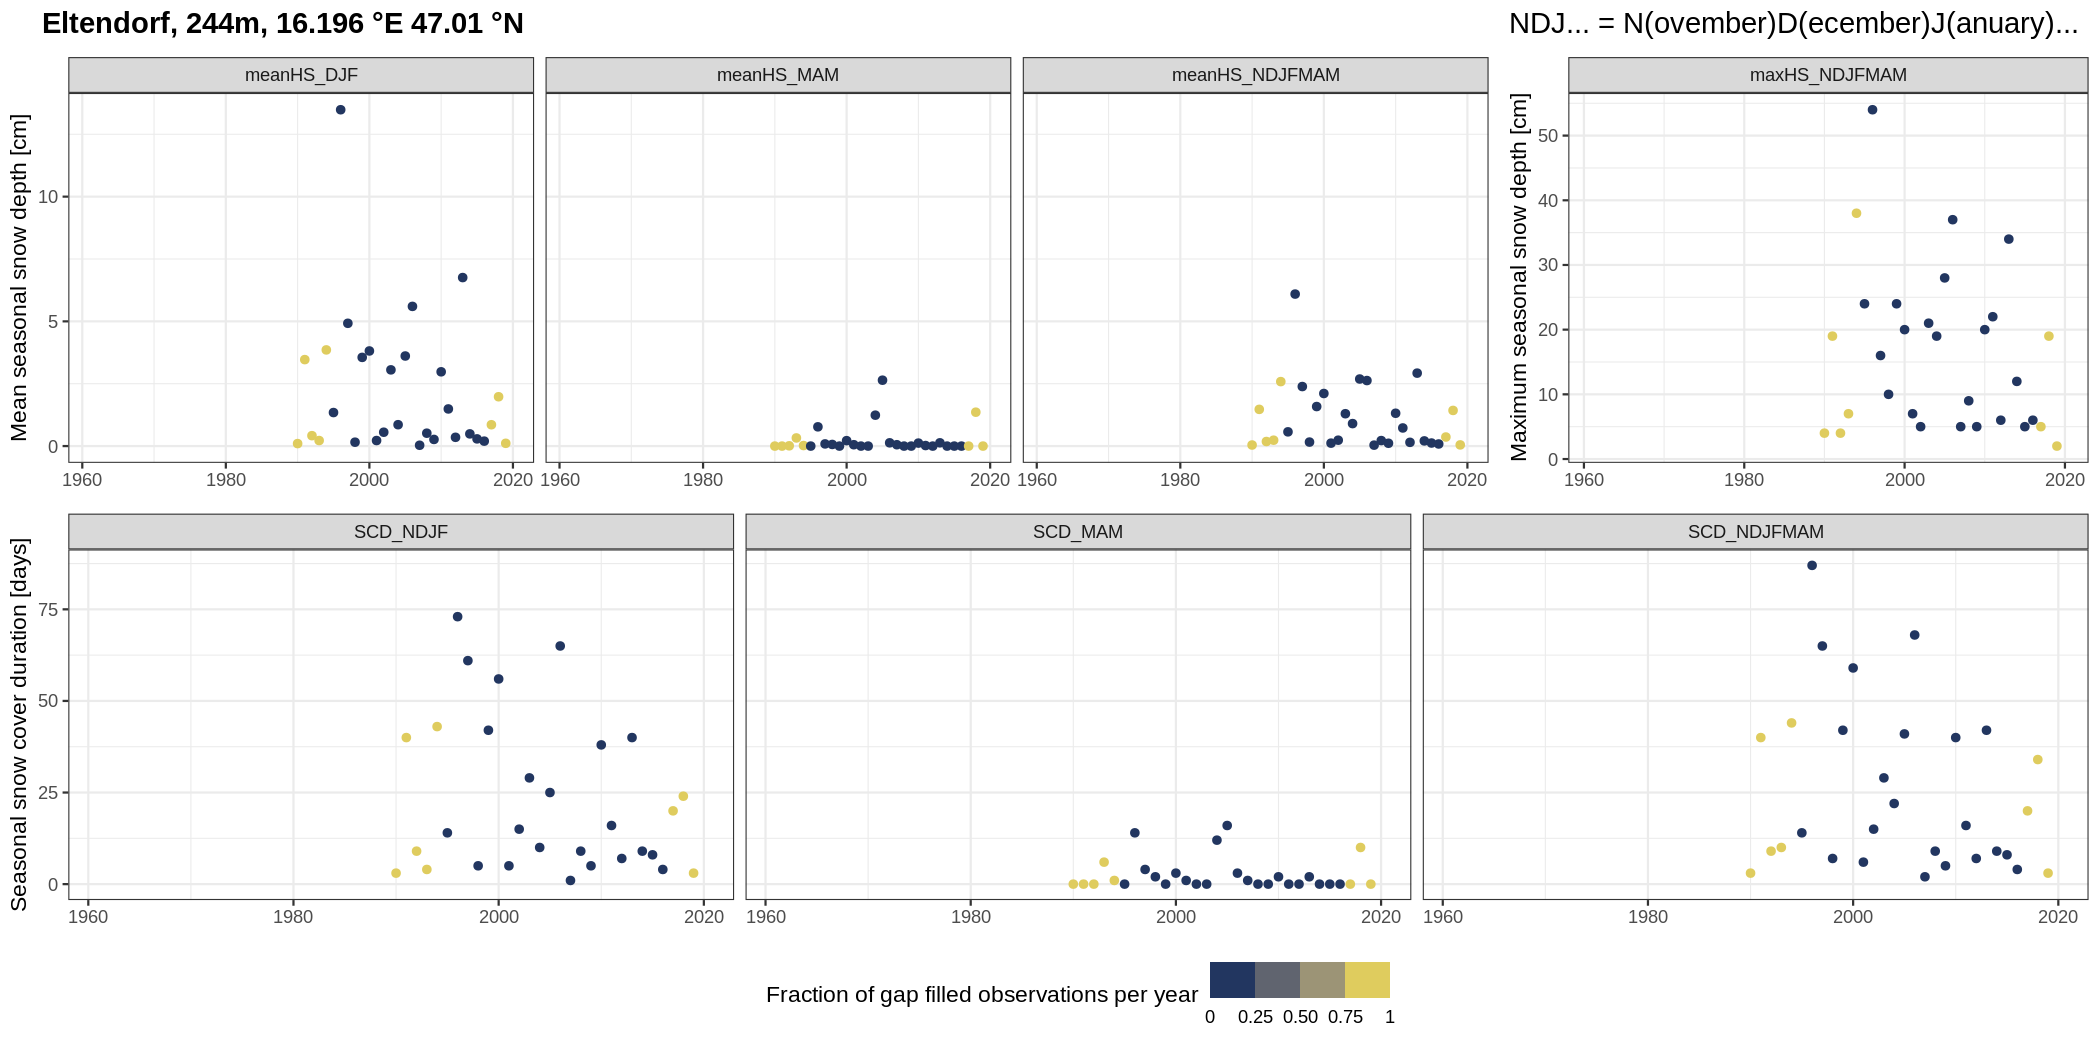 Eltendorf, 244m, 16.196 °E 47.01 °N
NDJ... = N(ovember)D(ecember)J(anuary)...
meanHS_DJF
meanHS_MAM
meanHS_NDJFMAM
maxHS_NDJFMAM
Mean seasonal snow depth [cm]
10
5
0
1960 1980 2000 2020
1960 1980 2000 2020
1960 1980 2000 2020
Maximum seasonal snow depth [cm]
50
40
30
20
10
0
1960 1980 2000 2020
SCD_NDJF
SCD_MAM
SCD_NDJFMAM
Seasonal snow cover duration [days]
75
50
25
0
1960 1980 2000 2020
1960 1980 2000 2020
1960 1980 2000 2020
Fraction of gap filled observations per year
0 0.25 0.50 0.75 1